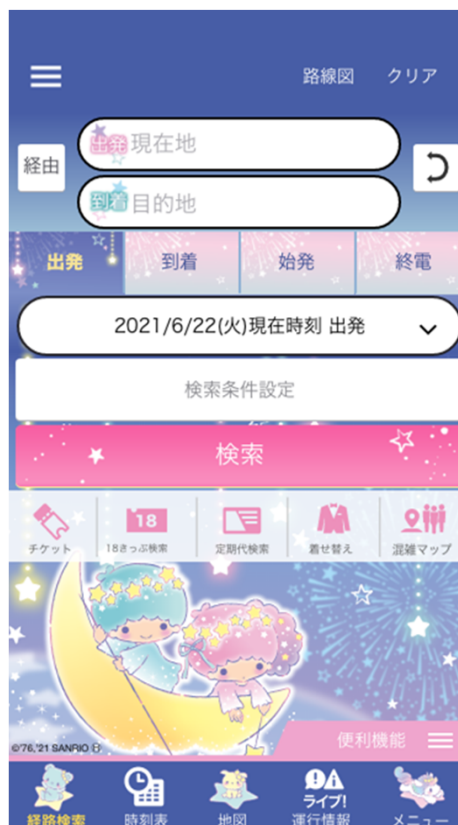 路線図 クリア
経由
出発 現在地
到着 目的地
出発 到着 始発 終電
2021/6/22(火)現在時刻 出発
検索条件設定
検索
18
チケット 18きっぷ検索 定期代検索 着せ替え 混雑マップ
©'76,'21 SANRIO Ⓗ
便利機能
ライブ!
経路検索 時刻表 地図 運行情報 メニュー